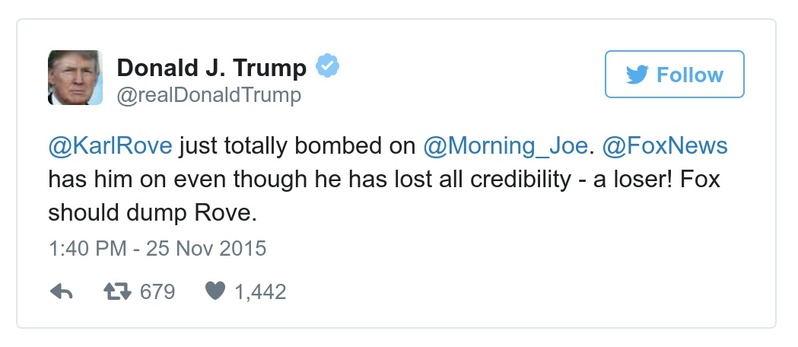 Donald J. Trump
@realDonaldTrump
Follow
@KarlRove just totally bombed on @Morning_Joe. @FoxNews
has him on even though he has lost all credibility - a loser! Fox
should dump Rove.
1:40 PM - 25 Nov 2015
679 1,442